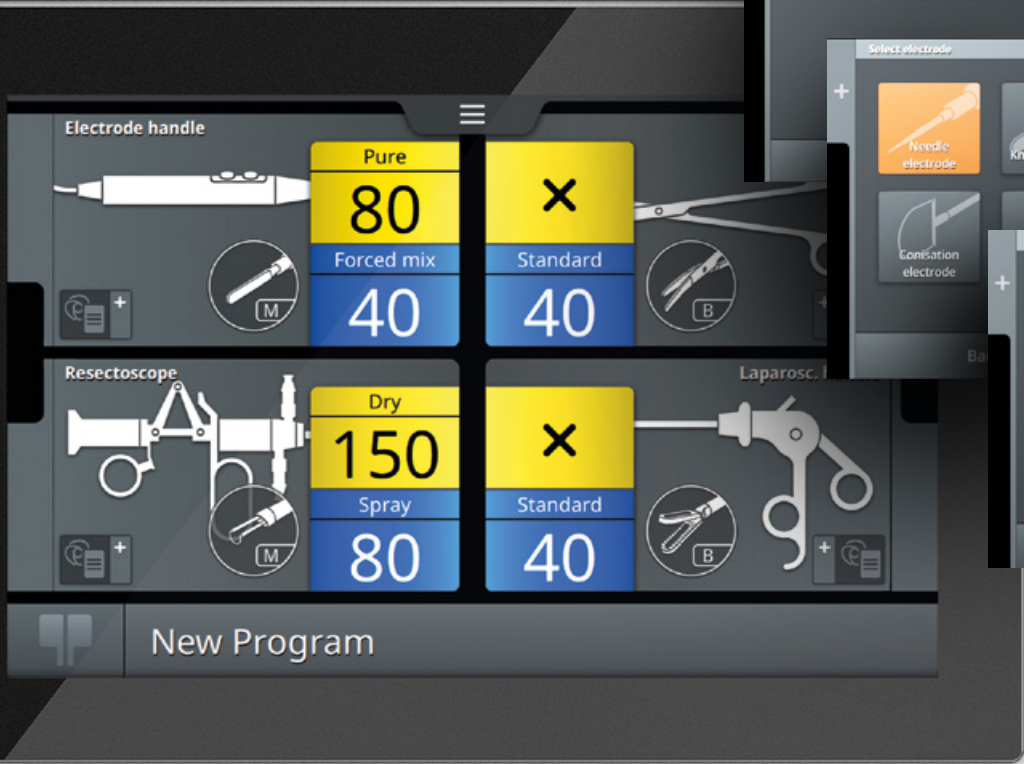 Electrode handle
Pure
80
Forced mix
40
M
+
×
Standard
40
B
+
Select electrode
+
Needle
electrode
Conisation
electrode
+
Resectoscope
Dry
150
Spray
80
M
+
Laparosc.
×
Standard
40
B
+
New Program